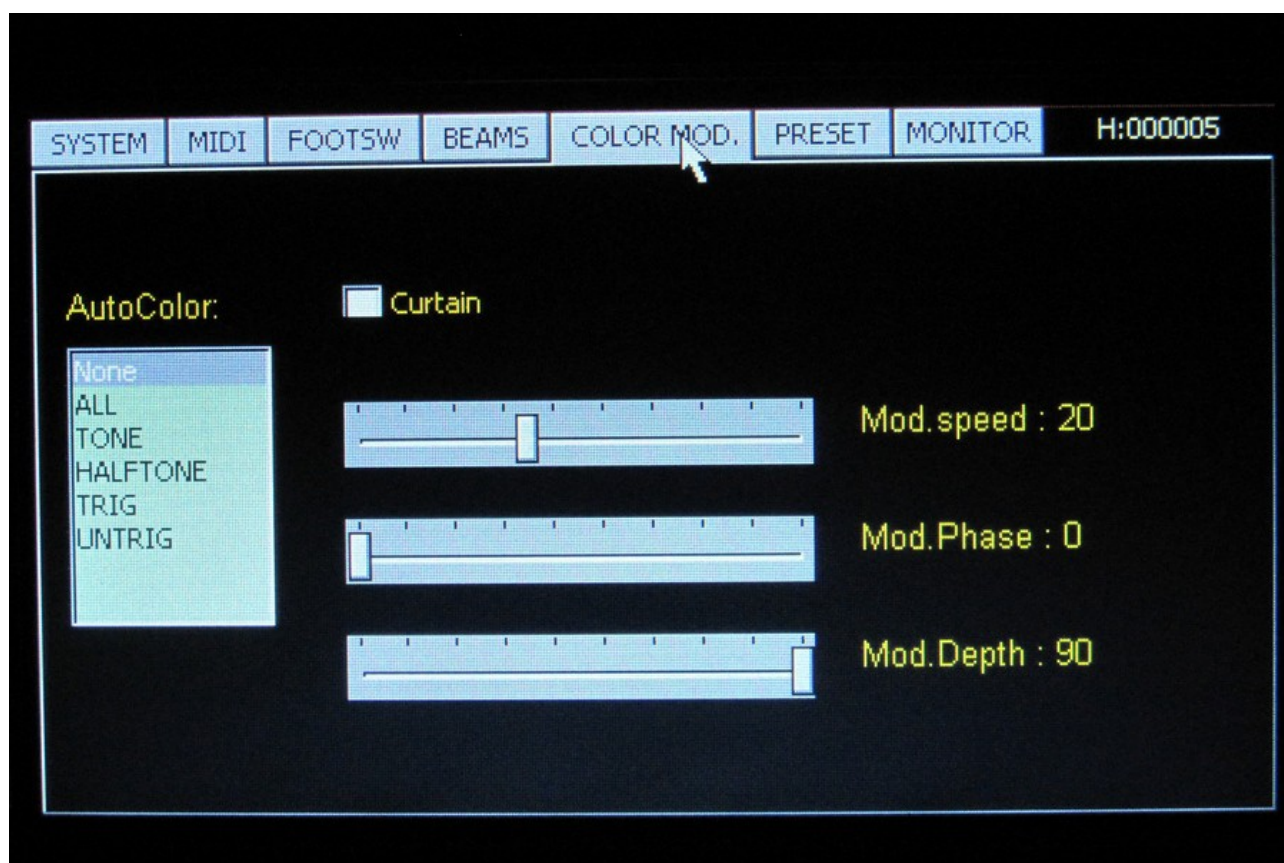 SYSTEM MIDI FOOTSW BEAMS COLOR MOD. PRESET MONITOR H:000005
AutoColor: Curtain
None
ALL
TONE
HALFTONE
TRIG
UNTRIG
Mod.speed : 20
Mod.Phase : 0
Mod.Depth : 90